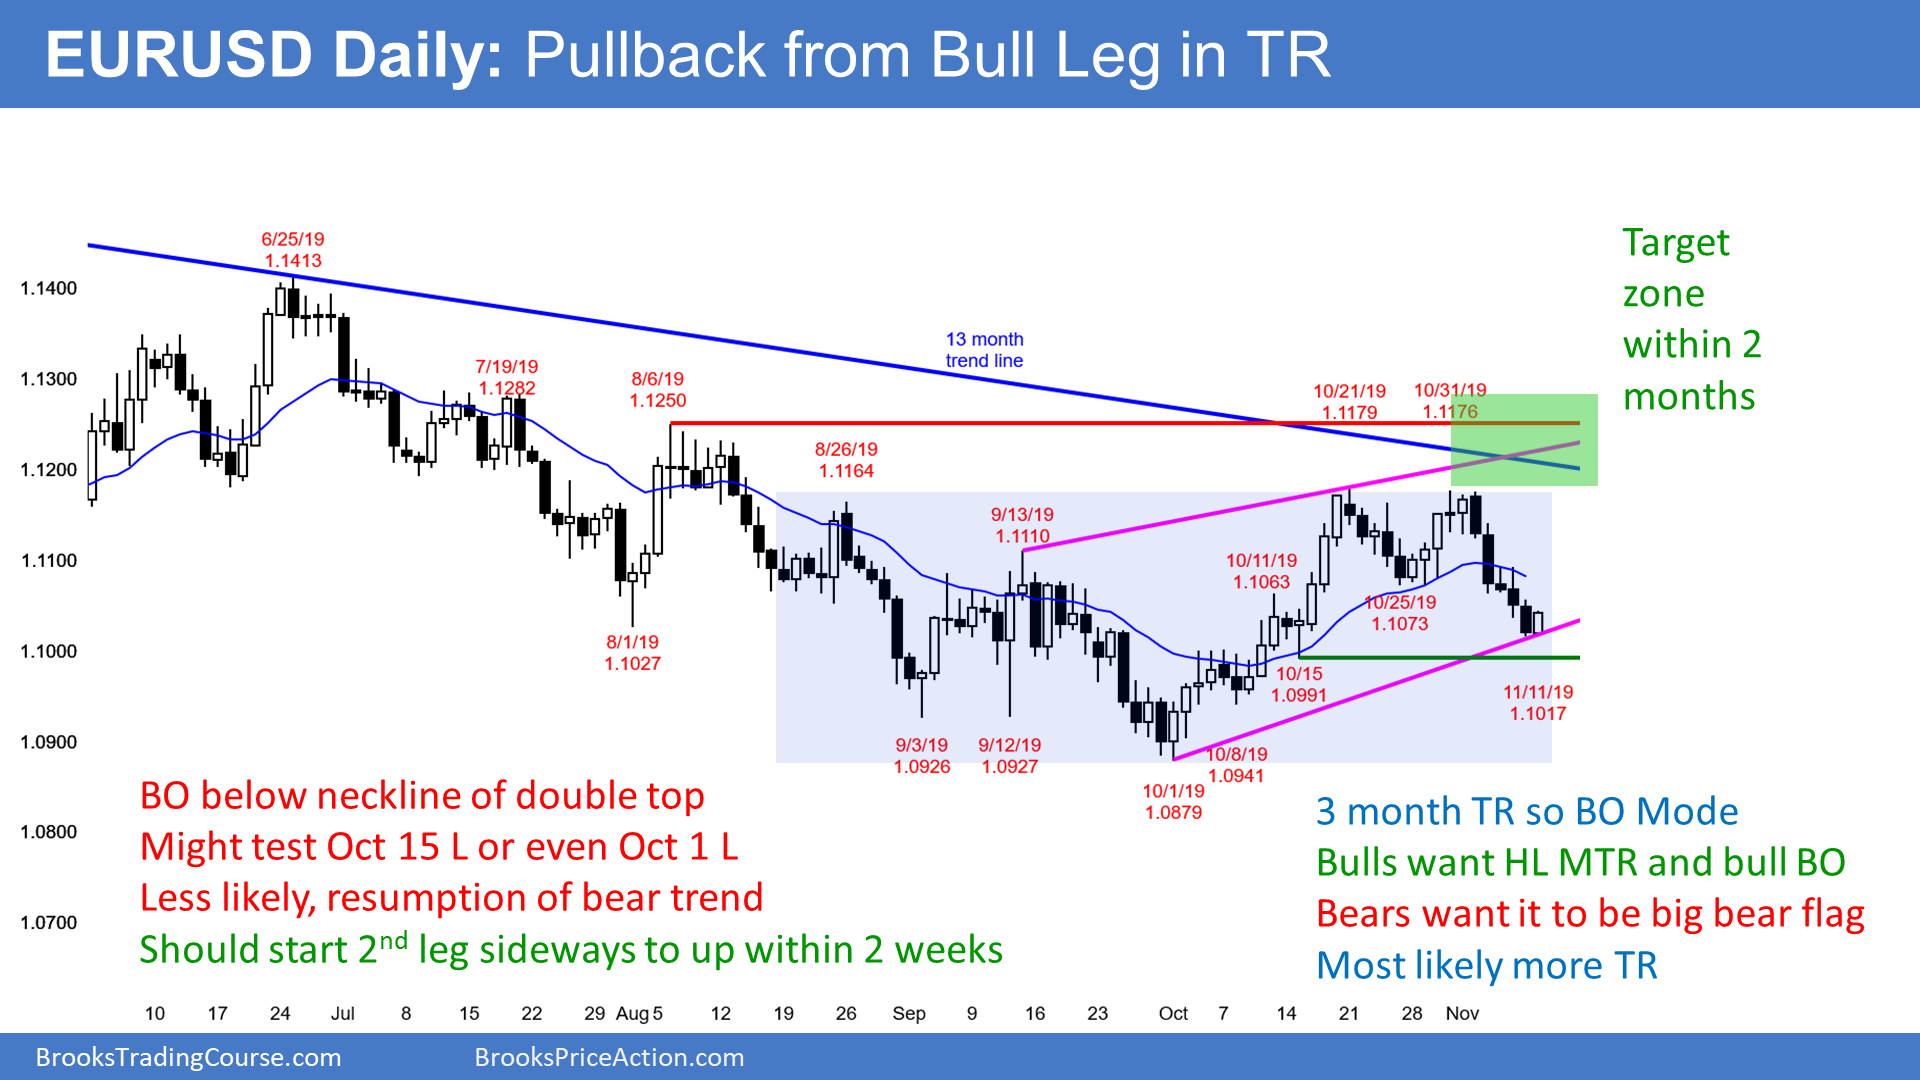 EURUSD Daily: Pullback from Bull Leg in TR
Target
zone
within 2
months
6/25/19
1.1413
13 month
trend line
7/19/19
1.1282
8/6/19
1.1250
10/21/19
1.1179
10/31/19
1.1176
8/26/19
1.1164
9/13/19
1.1110
10/11/19
1.1063
10/25/19
1.1073
8/1/19
1.1027
10/15
1.0991
11/11/19
1.1017
9/3/19
1.0926
9/12/19
1.0927
10/8/19
1.0941
10/1/19
1.0879
1.1400
1.1300
1.1200
1.1100
1.1000
1.0900
1.0800
1.0700
BO below neckline of double top
Might test Oct 15 L or even Oct 1 L
Less likely, resumption of bear trend
Should start 2nd leg sideways to up within 2 weeks
3 month TR so BO Mode
Bulls want HL MTR and bull BO
Bears want it to be big bear flag
Most likely more TR
10 17 24 Jul 8 15 22 29 Aug 5 12 19 26 Sep 9 16 23 Oct 7 14 21 28 Nov
BrooksTradingCourse.com
BrooksPriceAction.com